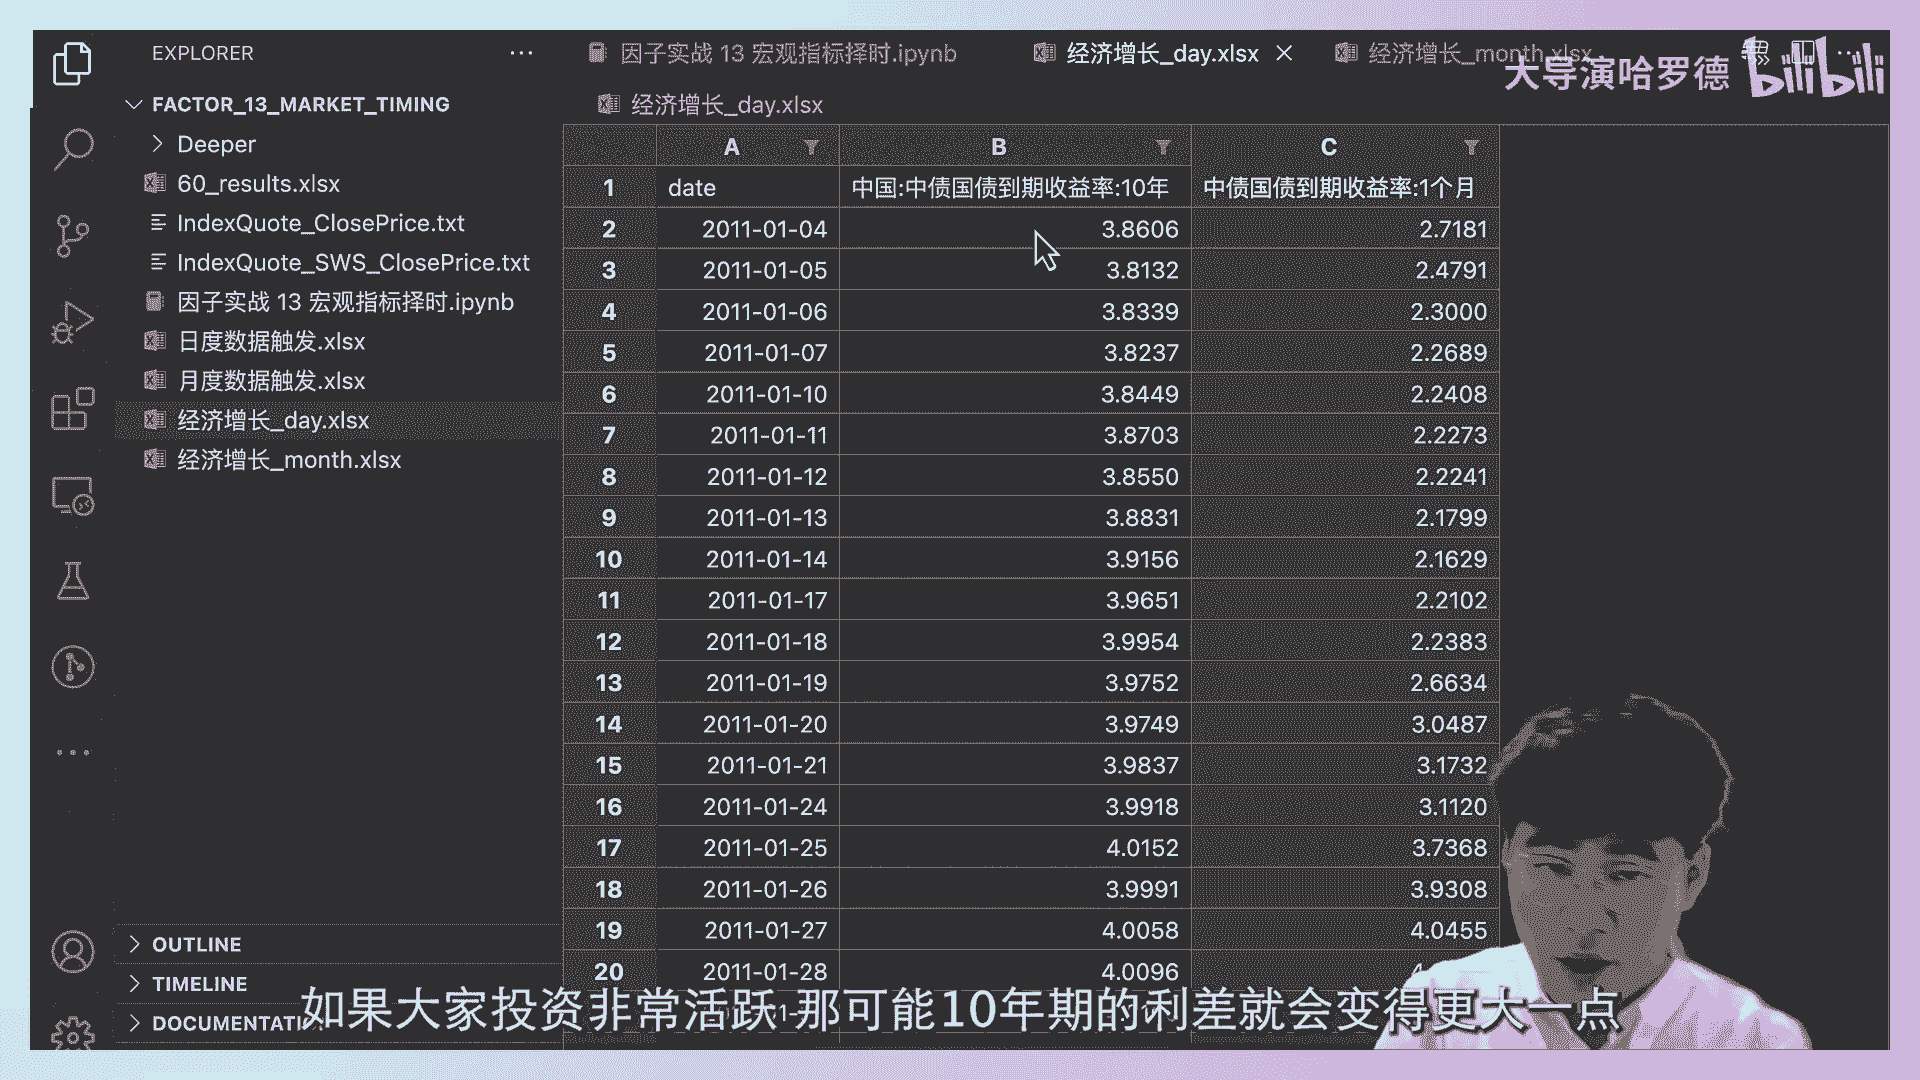 EXPLORER
因子实战 13 宏观指标择时.ipynb
经济增长_day.xlsx
经济增长_month.xlsx
大导演哈罗德
bilibili
FACTOR_13_MARKET_TIMING
经济增长_day.xlsx
Deeper
60_results.xlsx
IndexQuote_ClosePrice.txt
IndexQuote_SWS_ClosePrice.txt
因子实战 13 宏观指标择时.ipynb
日度数据触发.xlsx
月度数据触发.xlsx
经济增长_day.xlsx
经济增长_month.xlsx
A B C
1 date 中国:中债国债到期收益率:10年 中债国债到期收益率:1个月
2 2011-01-04 3.8606 2.7181
3 2011-01-05 3.8132 2.4791
4 2011-01-06 3.8339 2.3000
5 2011-01-07 3.8237 2.2689
6 2011-01-10 3.8449 2.2408
7 2011-01-11 3.8703 2.2273
8 2011-01-12 3.8550 2.2241
9 2011-01-13 3.8831 2.1799
10 2011-01-14 3.9156 2.1629
11 2011-01-17 3.9651 2.2102
12 2011-01-18 3.9954 2.2383
13 2011-01-19 3.9752 2.6634
14 2011-01-20 3.9749 3.0487
15 2011-01-21 3.9837 3.1732
16 2011-01-24 3.9918 3.1120
17 2011-01-25 4.0152 3.7368
18 2011-01-26 3.9991 3.9308
19 2011-01-27 4.0058 4.0455
20 2011-01-28 4.0096
OUTLINE
TIMELINE
如果大家投资非常活跃 那可能10年期的利差就会变得更大一点